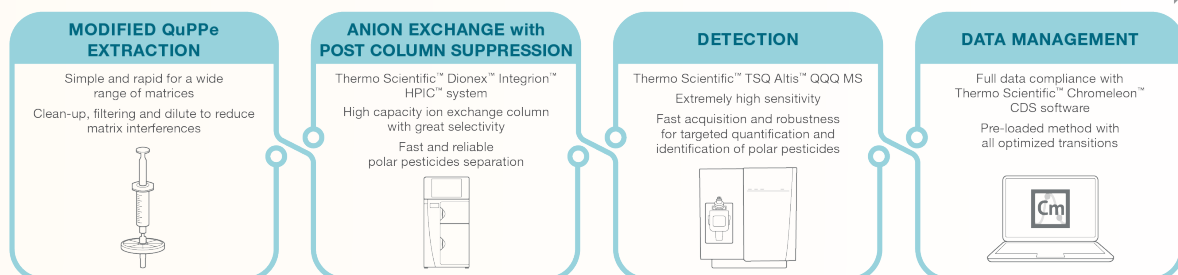 MODIFIED QuPPe
EXTRACTION
Simple and rapid for a wide
range of matrices
Clean-up, filtering and dilute to reduce
matrix interferences
ANION EXCHANGE with
POST COLUMN SUPPRESSION
Thermo Scientific™ Dionex™ Integrion™
HPIC™ system
High capacity ion exchange column
with great selectivity
Fast and reliable
polar pesticides separation
DETECTION
Thermo Scientific™ TSQ Altis™ QQQ MS
Extremely high sensitivity
Fast acquisition and robustness
for targeted quantification and
identification of polar pesticides
DATA MANAGEMENT
Full data compliance with
Thermo Scientific™ Chromeleon™
CDS software
Pre-loaded method with
all optimized transitions
Cm